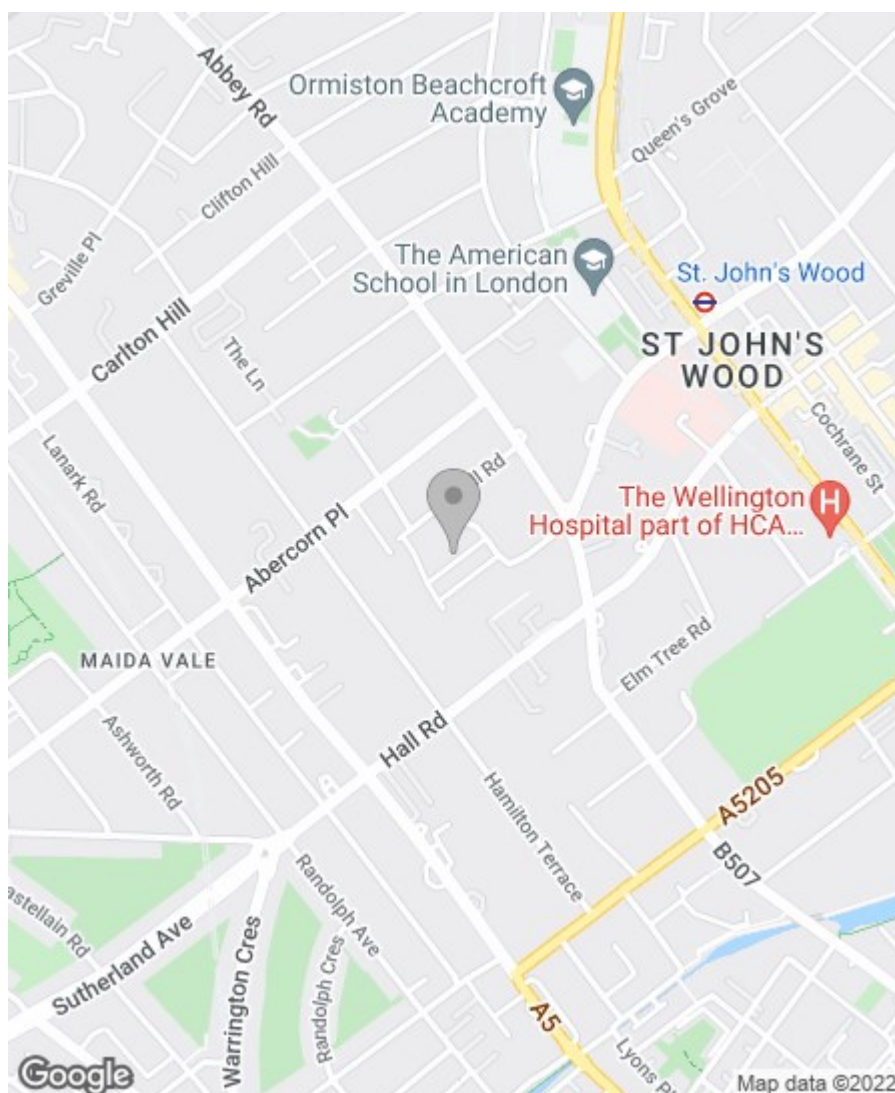 Abbey Rd
Ormiston Beachcroft
Academy
Queen's Grove
Clifton Hill
Greville Pl
The American
School in London
St. John's Wood
Carlton Hill
The Ln
ST JOHN'S
WOOD
Cochrane St
Lanark Rd
Rd
The Wellington
Hospital part of HCA...
H
Abercorn Pl
Elm Tree Rd
MAIDA VALE
Ashworth Rd
Hall Rd
Hamilton Terrace
A5205
B507
Randolph Ave
Sutherland Ave
Warrington Cres
Randolph Cres
A5
Google
Map data ©2022